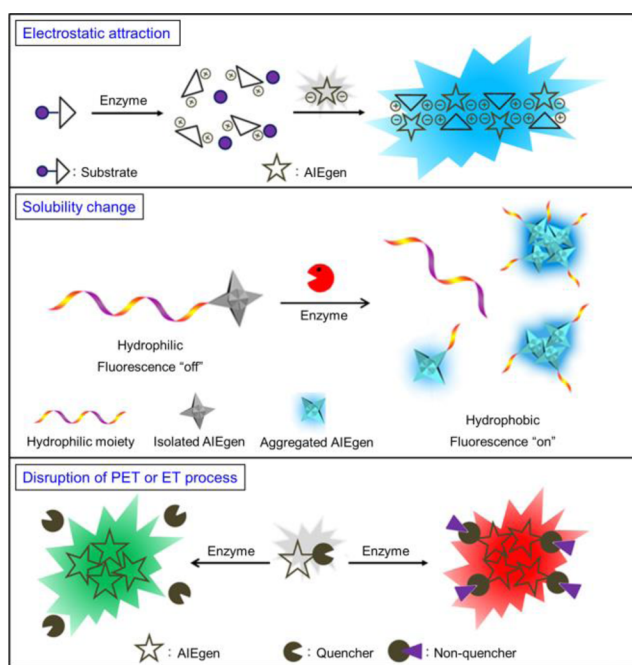 Electrostatic attraction
Enzyme
: Substrate
: AIEgen
Solubility change
Enzyme
Hydrophilic
Fluorescence "off"
Hydrophobic
Fluorescence "on"
Hydrophilic moiety
Isolated AIEgen
Aggregated AIEgen
Disruption of PET or ET process
Enzyme
Enzyme
: AIEgen
: Quencher
: Non-quencher